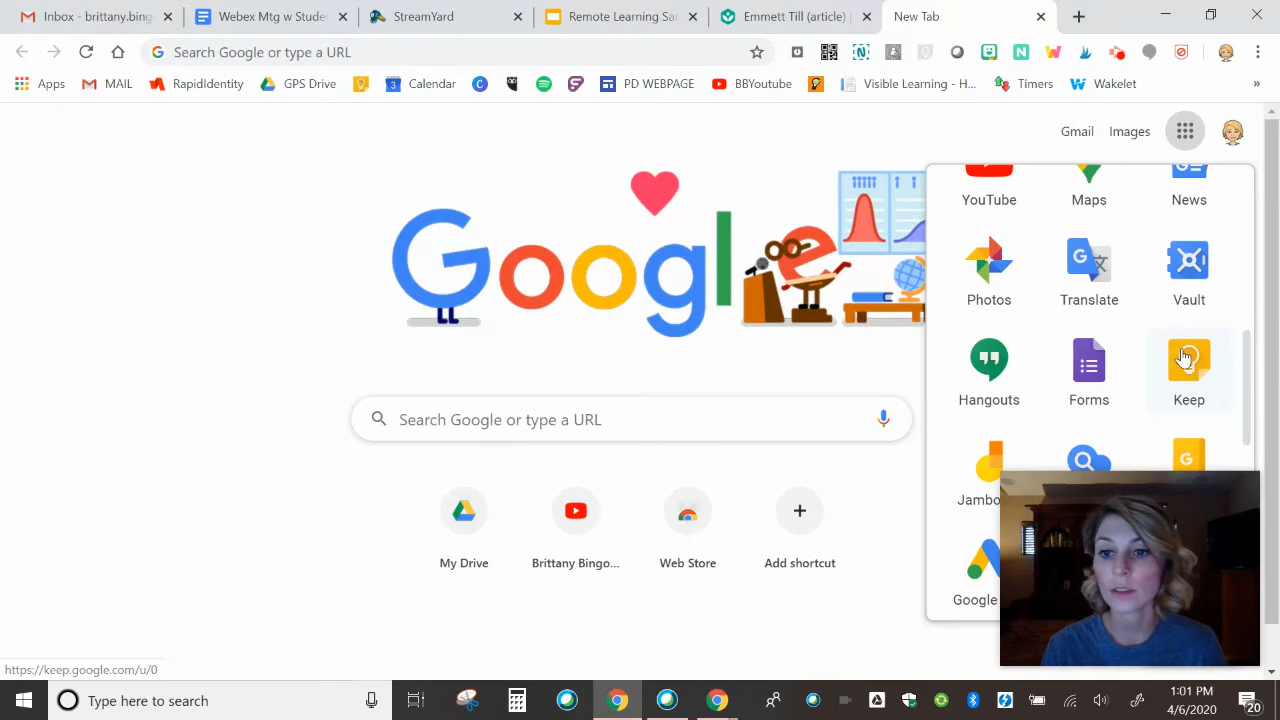 Inbox - brittany.bing
Webex Mtg w Stude
StreamYard
Remote Learning Sa
Emmett Till (article)
New Tab
Search Google or type a URL
Apps
MAIL
RapidIdentity
GPS Drive
Calendar
PD WEBPAGE
BBYoutube
Visible Learning - H...
Timers
Wakelet
»
Gmail
Images
Google
YouTube
Maps
News
Photos
Translate
Vault
Hangouts
Forms
Keep
Search Google or type a URL
Jambo
Google
My Drive
Brittany Bingo...
Web Store
Add shortcut
https://keep.google.com/u/0
Type here to search
1:01 PM
4/6/2020
20